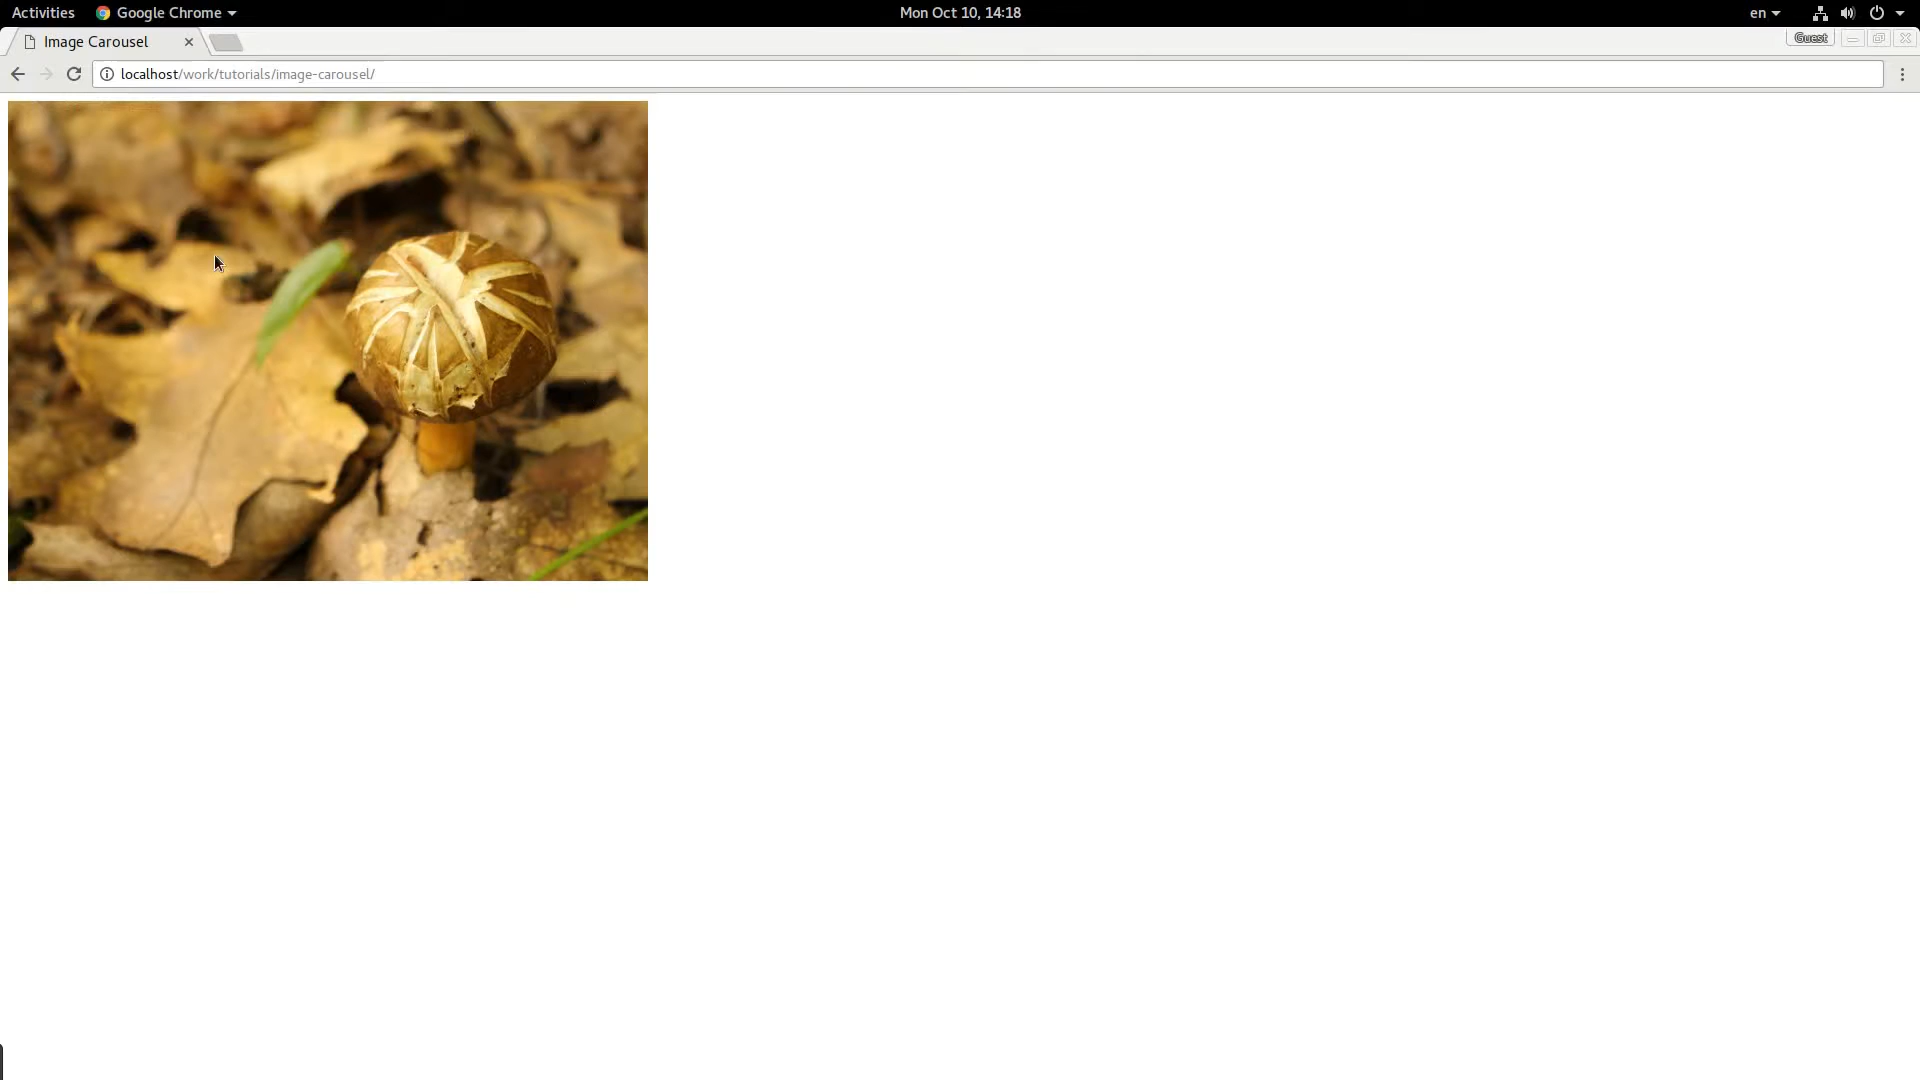 Activities Google Chrome Mon Oct 10, 14:18 en
Image Carousel Guest
localhost/work/tutorials/image-carousel/